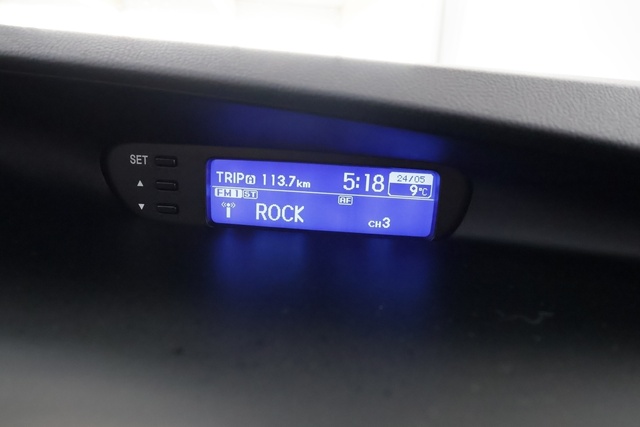 SET
▲
▼
TRIP A 113.7km 5:18 24/05
9°C
FM1 ST AF
ROCK CH3